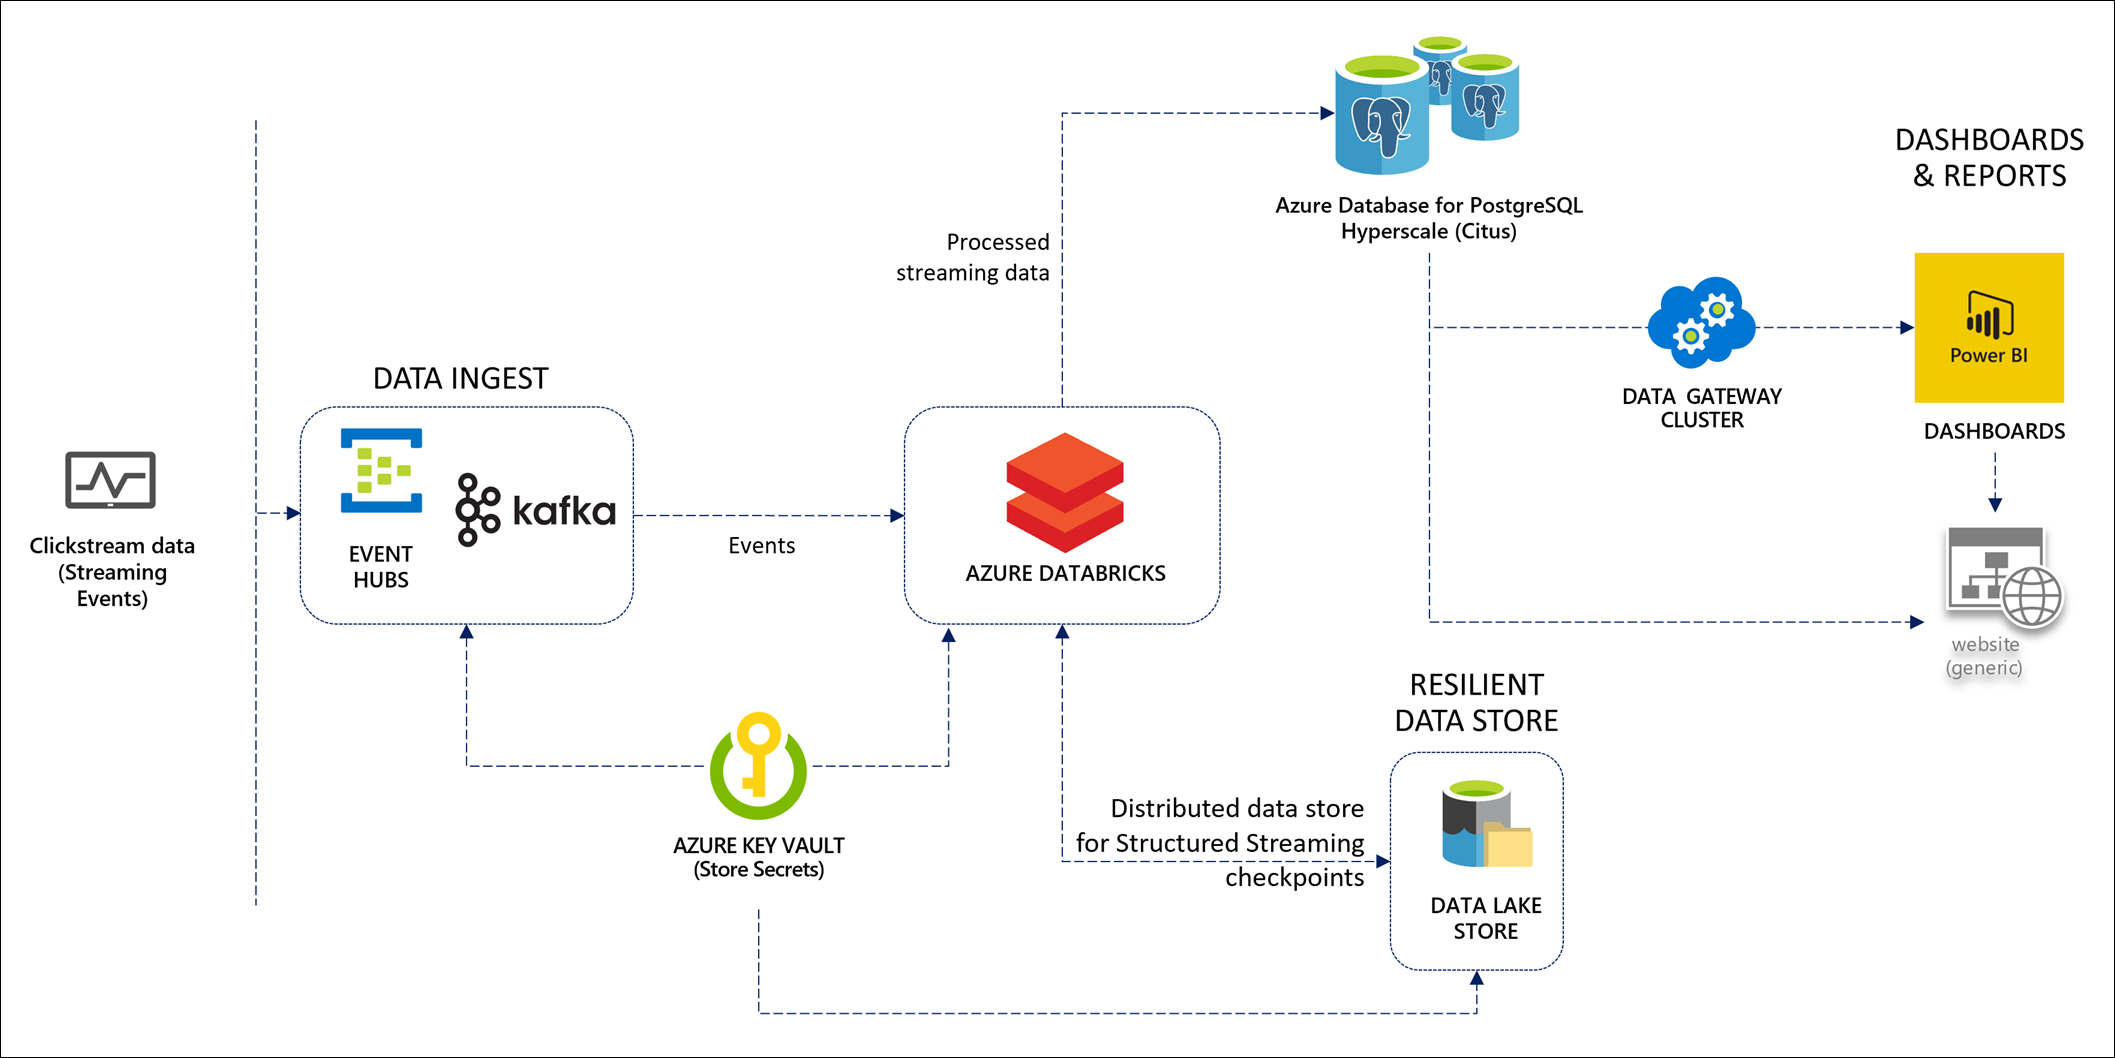 Clickstream data
(Streaming
Events)
DATA INGEST
EVENT
HUBS
kafka
Events
Processed
streaming data
AZURE DATABRICKS
AZURE KEY VAULT
(Store Secrets)
Azure Database for PostgreSQL
Hyperscale (Citus)
DATA GATEWAY
CLUSTER
DASHBOARDS
& REPORTS
Power BI
DASHBOARDS
website
(generic)
RESILIENT
DATA STORE
Distributed data store
for Structured Streaming
checkpoints
DATA LAKE
STORE